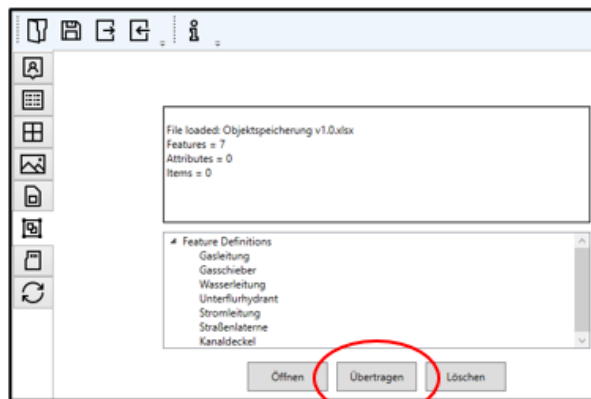 File loaded: Objektspeicherung v1.0.xlsx
Features = 7
Attributes = 0
Items = 0
Feature Definitions
Gasleitung
Gasschieber
Wasserleitung
Unterflurhydrant
Stromleitung
Straßenlaterne
Kanaldeckel
Öffnen Übertragen Löschen